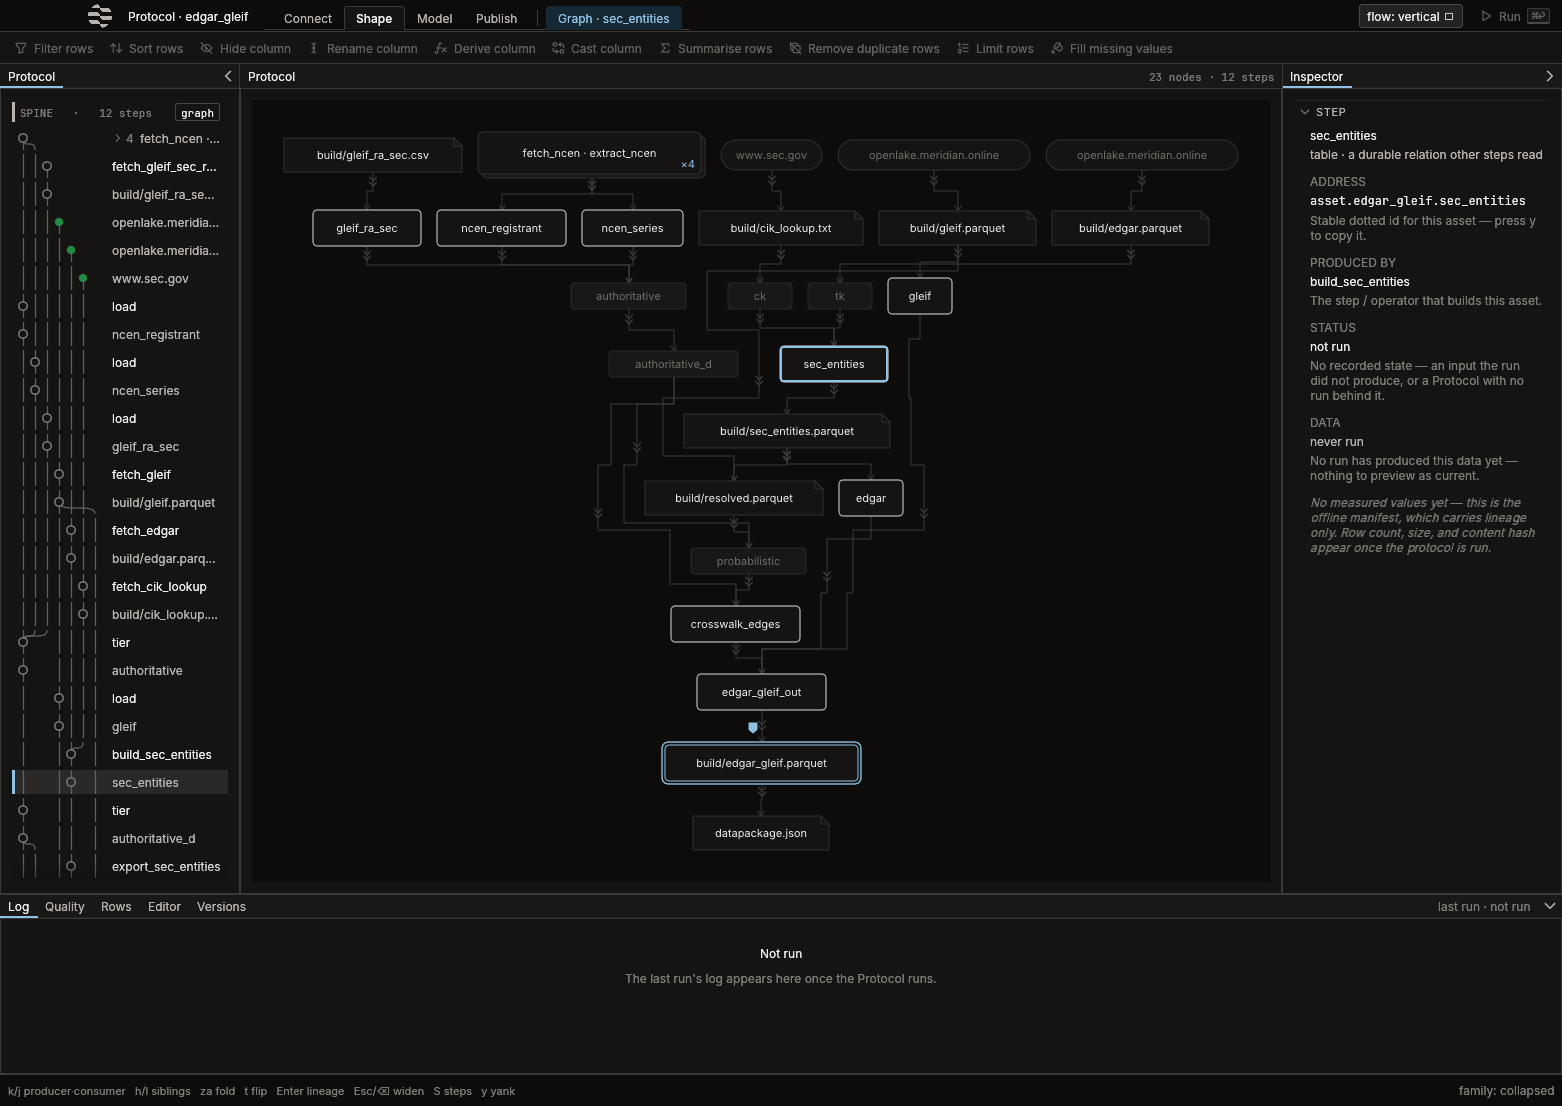 Protocol · edgar_gleif
Connect
Shape
Model
Publish
Graph · sec_entities
flow: vertical
Run
Filter rows
Sort rows
Hide column
Rename column
Derive column
Cast column
Summarise rows
Remove duplicate rows
Limit rows
Fill missing values
Protocol
SPINE · 12 steps
graph
4 fetch_ncen ·...
fetch_gleif_sec_r...
build/gleif_ra_se...
openlake.meridia...
openlake.meridia...
www.sec.gov
load
ncen_registrant
load
ncen_series
load
gleif_ra_sec
fetch_gleif
build/gleif.parquet
fetch_edgar
build/edgar.parq...
fetch_cik_lookup
build/cik_lookup....
tier
authoritative
load
gleif
build_sec_entities
sec_entities
tier
authoritative_d
export_sec_entities
Protocol
23 nodes · 12 steps
build/gleif_ra_sec.csv
fetch_ncen · extract_ncen
×4
www.sec.gov
openlake.meridian.online
openlake.meridian.online
gleif_ra_sec
ncen_registrant
ncen_series
build/cik_lookup.txt
build/gleif.parquet
build/edgar.parquet
authoritative
ck
tk
gleif
authoritative_d
sec_entities
build/sec_entities.parquet
build/resolved.parquet
edgar
probabilistic
crosswalk_edges
edgar_gleif_out
build/edgar_gleif.parquet
datapackage.json
Inspector
STEP
sec_entities
table · a durable relation other steps read
ADDRESS
asset.edgar_gleif.sec_entities
Stable dotted id for this asset — press y
to copy it.
PRODUCED BY
build_sec_entities
The step / operator that builds this asset.
STATUS
not run
No recorded state — an input the run
did not produce, or a Protocol with no
run behind it.
DATA
never run
No run has produced this data yet —
nothing to preview as current.
No measured values yet — this is the
offline manifest, which carries lineage
only. Row count, size, and content hash
appear once the protocol is run.
Log
Quality
Rows
Editor
Versions
last run · not run
Not run
The last run's log appears here once the Protocol runs.
k/j producer·consumer
h/l siblings
za fold
t flip
Enter lineage
Esc/⌫ widen
S steps
y yank
family: collapsed